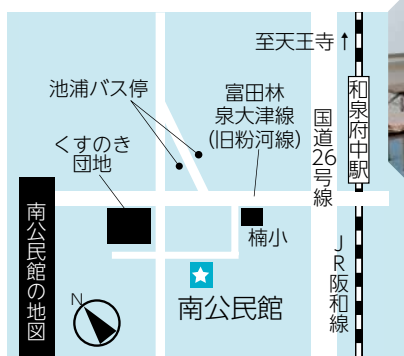 至天王寺↑
池浦バス停
富田林
泉大津線
(旧粉河線)
国道26号線
和泉府中駅
くすのき
団地
楠小
JR阪和線
南公民館の地図
南公民館
N